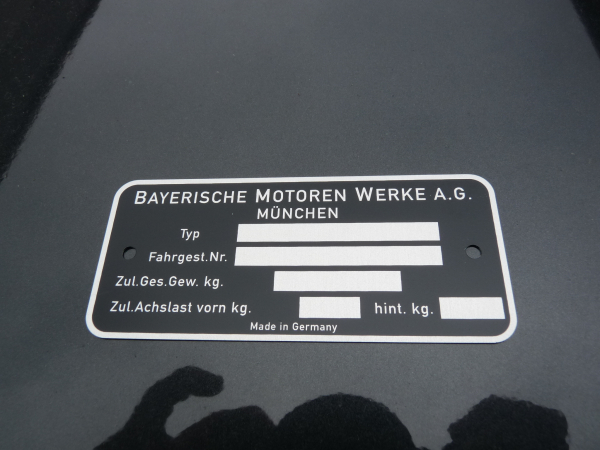 BAYERISCHE MOTOREN WERKE A.G.
MÜNCHEN
Typ
Fahrgest.Nr.
Zul.Ges.Gew. kg.
Zul.Achslast vorn kg. hint. kg.
Made in Germany